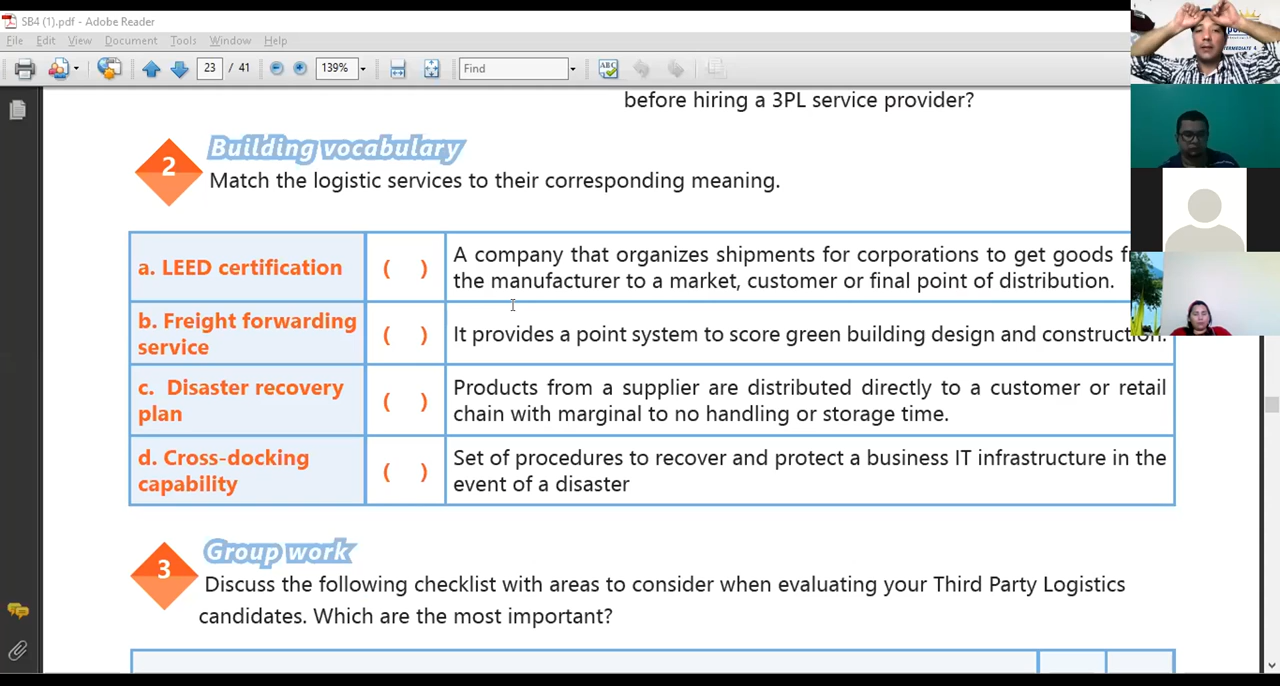 SB4 (1).pdf - Adobe Reader
File Edit View Document Tools Window Help
23 / 41 139% Find
before hiring a 3PL service provider?
2 Building vocabulary
Match the logistic services to their corresponding meaning.
a. LEED certification ( ) A company that organizes shipments for corporations to get goods
the manufacturer to a market, customer or final point of distribution.
b. Freight forwarding
service ( ) It provides a point system to score green building design and construction.
c. Disaster recovery
plan ( ) Products from a supplier are distributed directly to a customer or retail
chain with marginal to no handling or storage time.
d. Cross-docking
capability ( ) Set of procedures to recover and protect a business IT infrastructure in the
event of a disaster
3 Group work
Discuss the following checklist with areas to consider when evaluating your Third Party Logistics
candidates. Which are the most important?